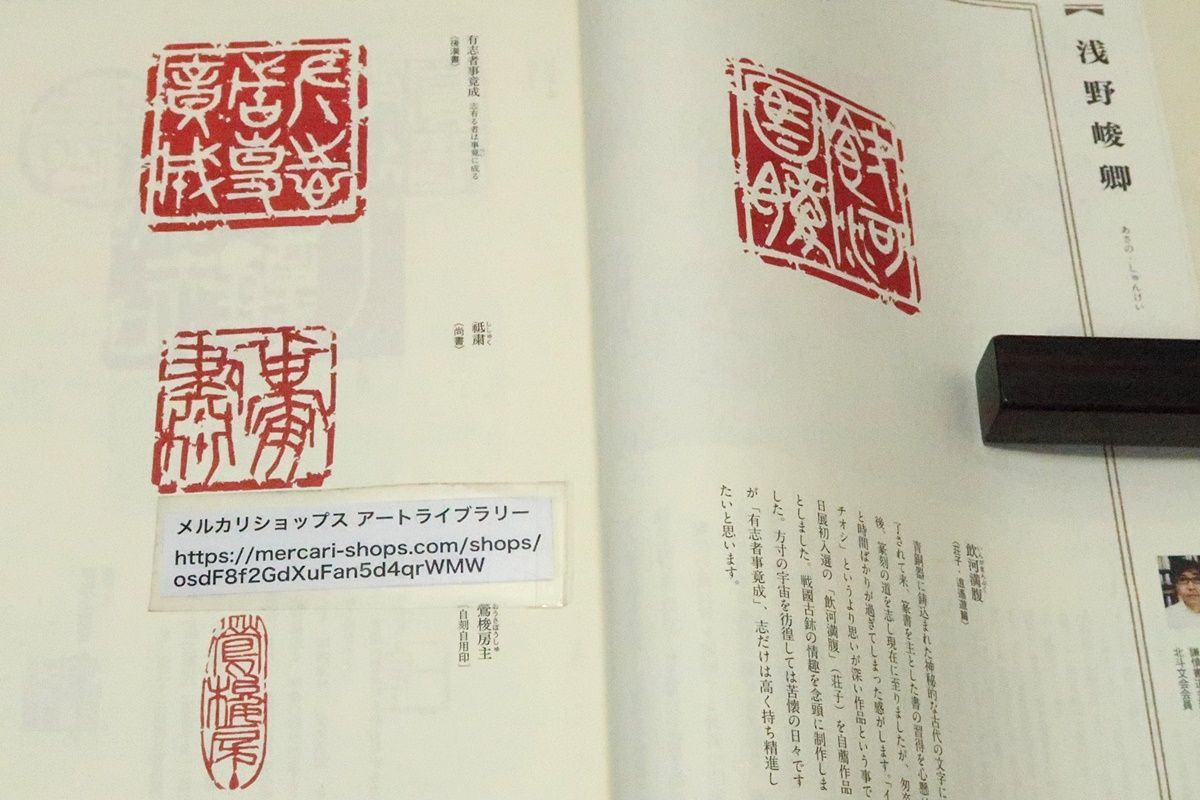 浅野峻卿
あさの しゅんけい
飲河満腹
(荘子・逍遥遊篇)
青銅器に鋳込まれた神秘的な古代の文字に
了されて来、「篆書を主とした書の習得を心懸
後、篆刻の道を志し現在に至りましたが、匆
と時間ばかりが過ぎてしまった感がします。「イ
チオシ」というより思いが深い作品という事で
日展初入選の「飲河満腹」(荘子)を自薦作品
としました。戦國古鉨の情趣を念頭に制作しま
した。方寸の宇宙を彷徨しては苦懐の日々です
が「有志者事竟成」、志だけは高く持ち精進し
たいと思います。
北斗文会会員
有志者事竟成 志有る者は事竟に成る
(後漢書)
祗粛
(尚書)
鶯梭房主
(自刻自用印)
メルカリショップス アートライブラリー
https://mercari-shops.com/shops/
osdF8f2GdXuFan5d4qrWMW